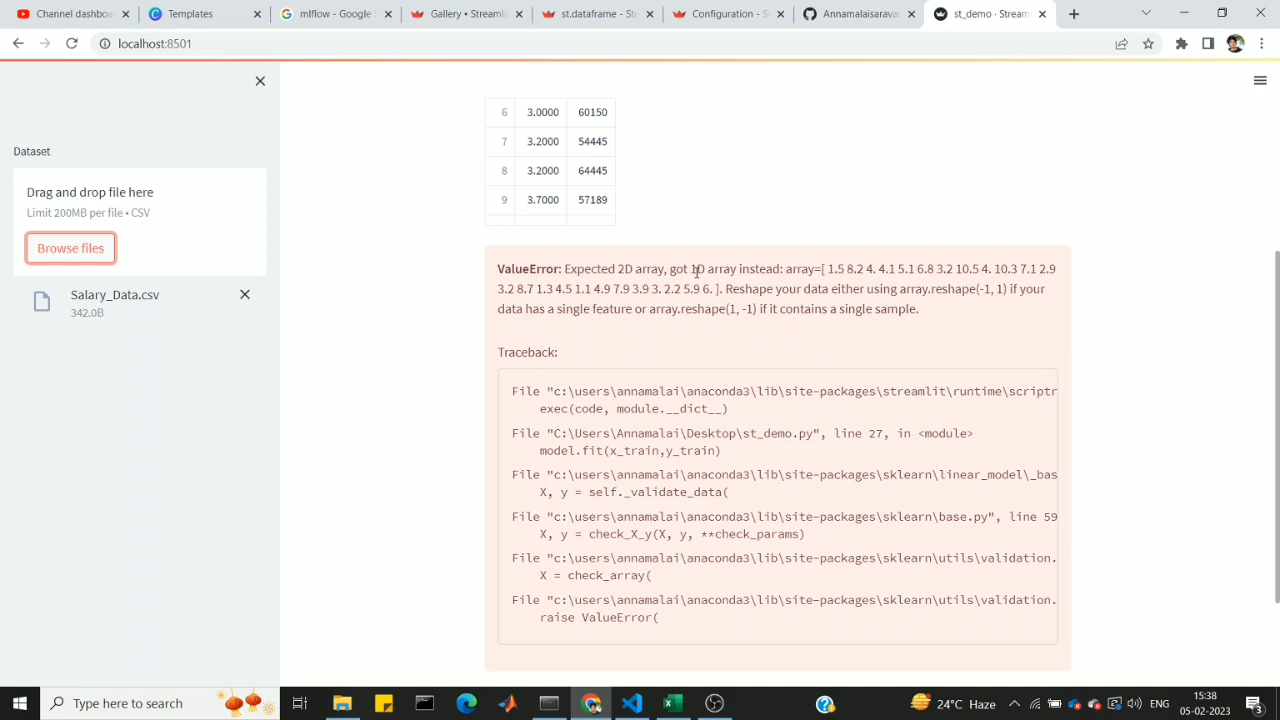 Channel dashboa
Templates
mlflow - Google S
Gallery • Streamli
st.dataframe - Str
Configuration - St
Annamalaisaravan
st_demo · Stream
localhost:8501
Dataset
Drag and drop file here
Limit 200MB per file • CSV
Browse files
Salary_Data.csv
342.0B
6 3.0000 60150
7 3.2000 54445
8 3.2000 64445
9 3.7000 57189
ValueError: Expected 2D array, got 1D array instead: array=[ 1.5 8.2 4. 4.1 5.1 6.8 3.2 10.5 4. 10.3 7.1 2.9
3.2 8.7 1.3 4.5 1.1 4.9 7.9 3.9 3. 2.2 5.9 6. ]. Reshape your data either using array.reshape(-1, 1) if your
data has a single feature or array.reshape(1, -1) if it contains a single sample.
Traceback:
File "c:\users\annamalai\anaconda3\lib\site-packages\streamlit\runtime\scriptr
exec(code, module.__dict__)
File "C:\Users\Annamalai\Desktop\st_demo.py", line 27, in <module>
model.fit(x_train,y_train)
File "c:\users\annamalai\anaconda3\lib\site-packages\sklearn\linear_model\_bas
X, y = self._validate_data(
File "c:\users\annamalai\anaconda3\lib\site-packages\sklearn\base.py", line 59
X, y = check_X_y(X, y, **check_params)
File "c:\users\annamalai\anaconda3\lib\site-packages\sklearn\utils\validation.
X = check_array(
File "c:\users\annamalai\anaconda3\lib\site-packages\sklearn\utils\validation.
raise ValueError(
Type here to search
24°C Haze
ENG
15:38
05-02-2023
3